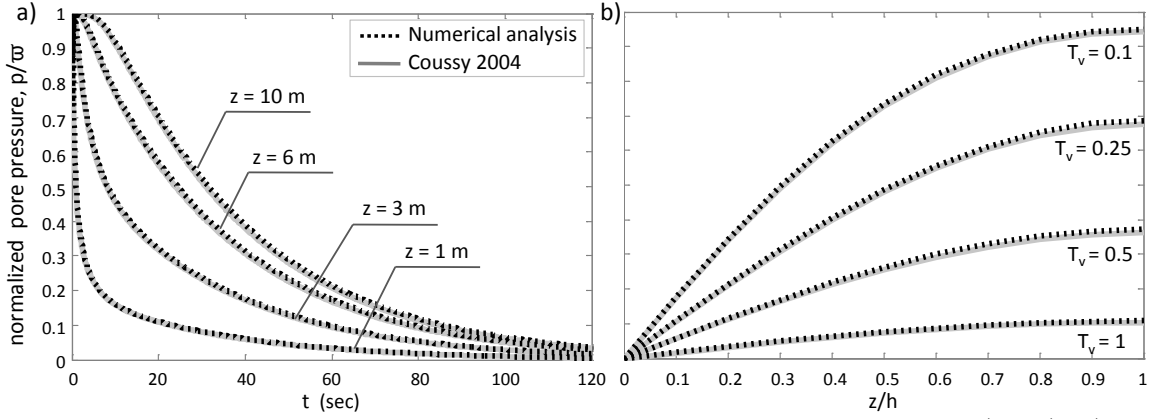 a)
normalized pore pressure, p/ϖ
1
0.9
0.8
0.7
0.6
0.5
0.4
0.3
0.2
0.1
0
Numerical analysis
Coussy 2004
z = 10 m
z = 6 m
z = 3 m
z = 1 m
0 20 40 60 80 100 120
t (sec)
b)
T_v = 0.1
T_v = 0.25
T_v = 0.5
T_v = 1
0 0.1 0.2 0.3 0.4 0.5 0.6 0.7 0.8 0.9 1
z/h